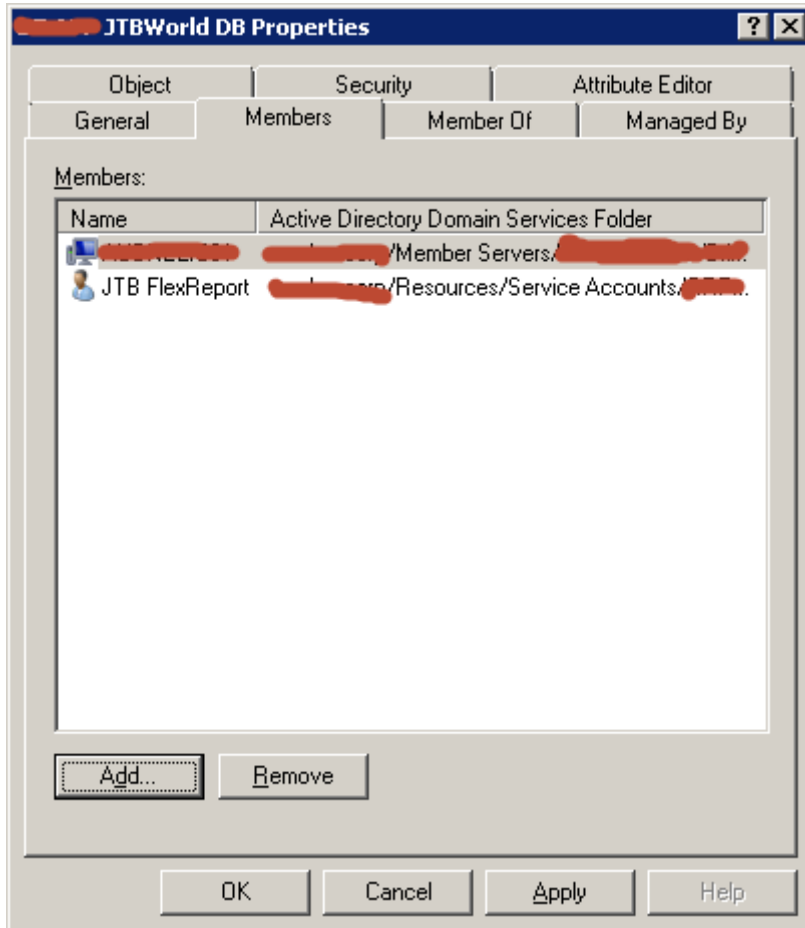 JTBWorld DB Properties
Object Security Attribute Editor
General Members Member Of Managed By
Members:
Name Active Directory Domain Services Folder
/Member Servers/
JTB FlexReport /Resources/Service Accounts/
Add... Remove
OK Cancel Apply Help